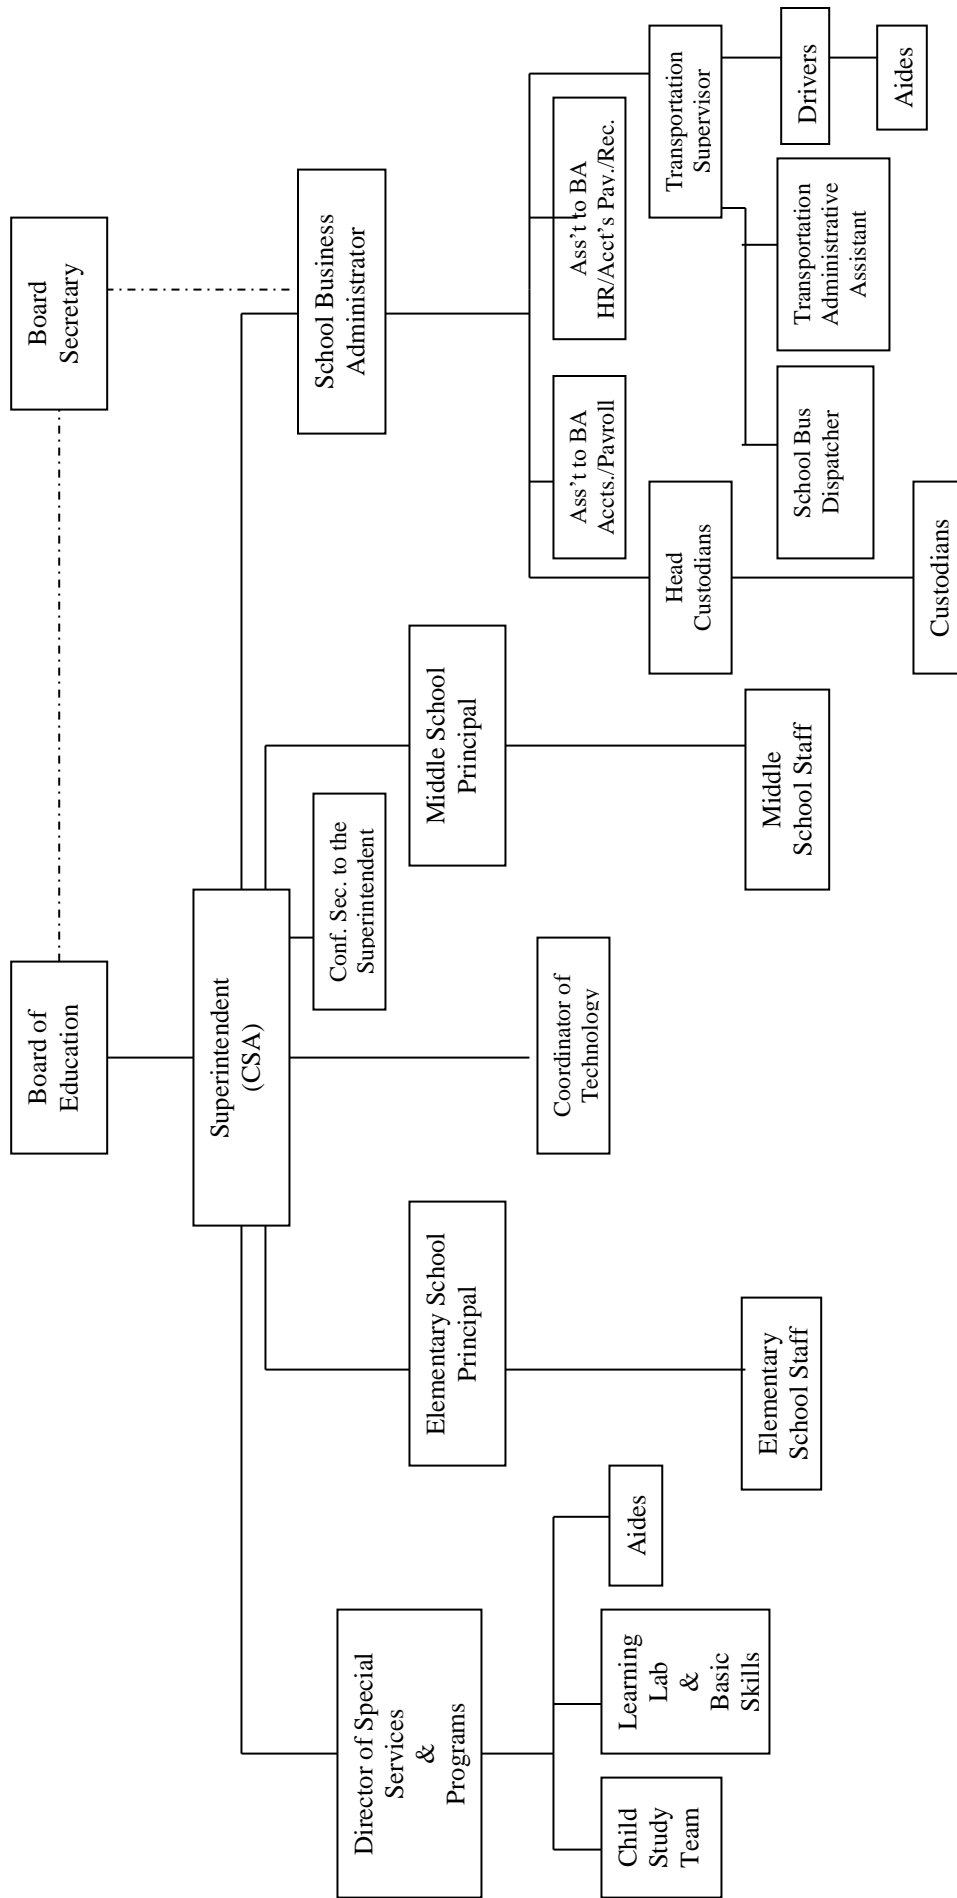 Board of
Education
Board
Secretary
Superintendent
(CSA)
School Business
Administrator
Conf. Sec. to the
Superintendent
Director of Special
Services
&
Programs
Elementary School
Principal
Middle School
Principal
Coordinator of
Technology
Ass't to BA
Accts./Payroll
Ass't to BA
HR/Acct's Pay./Rec.
Child
Study
Team
Learning
Lab
&
Basic
Skills
Aides
Head
Custodians
Transportation
Supervisor
Elementary
School Staff
Middle
School Staff
School Bus
Dispatcher
Transportation
Administrative
Assistant
Drivers
Aides
Custodians